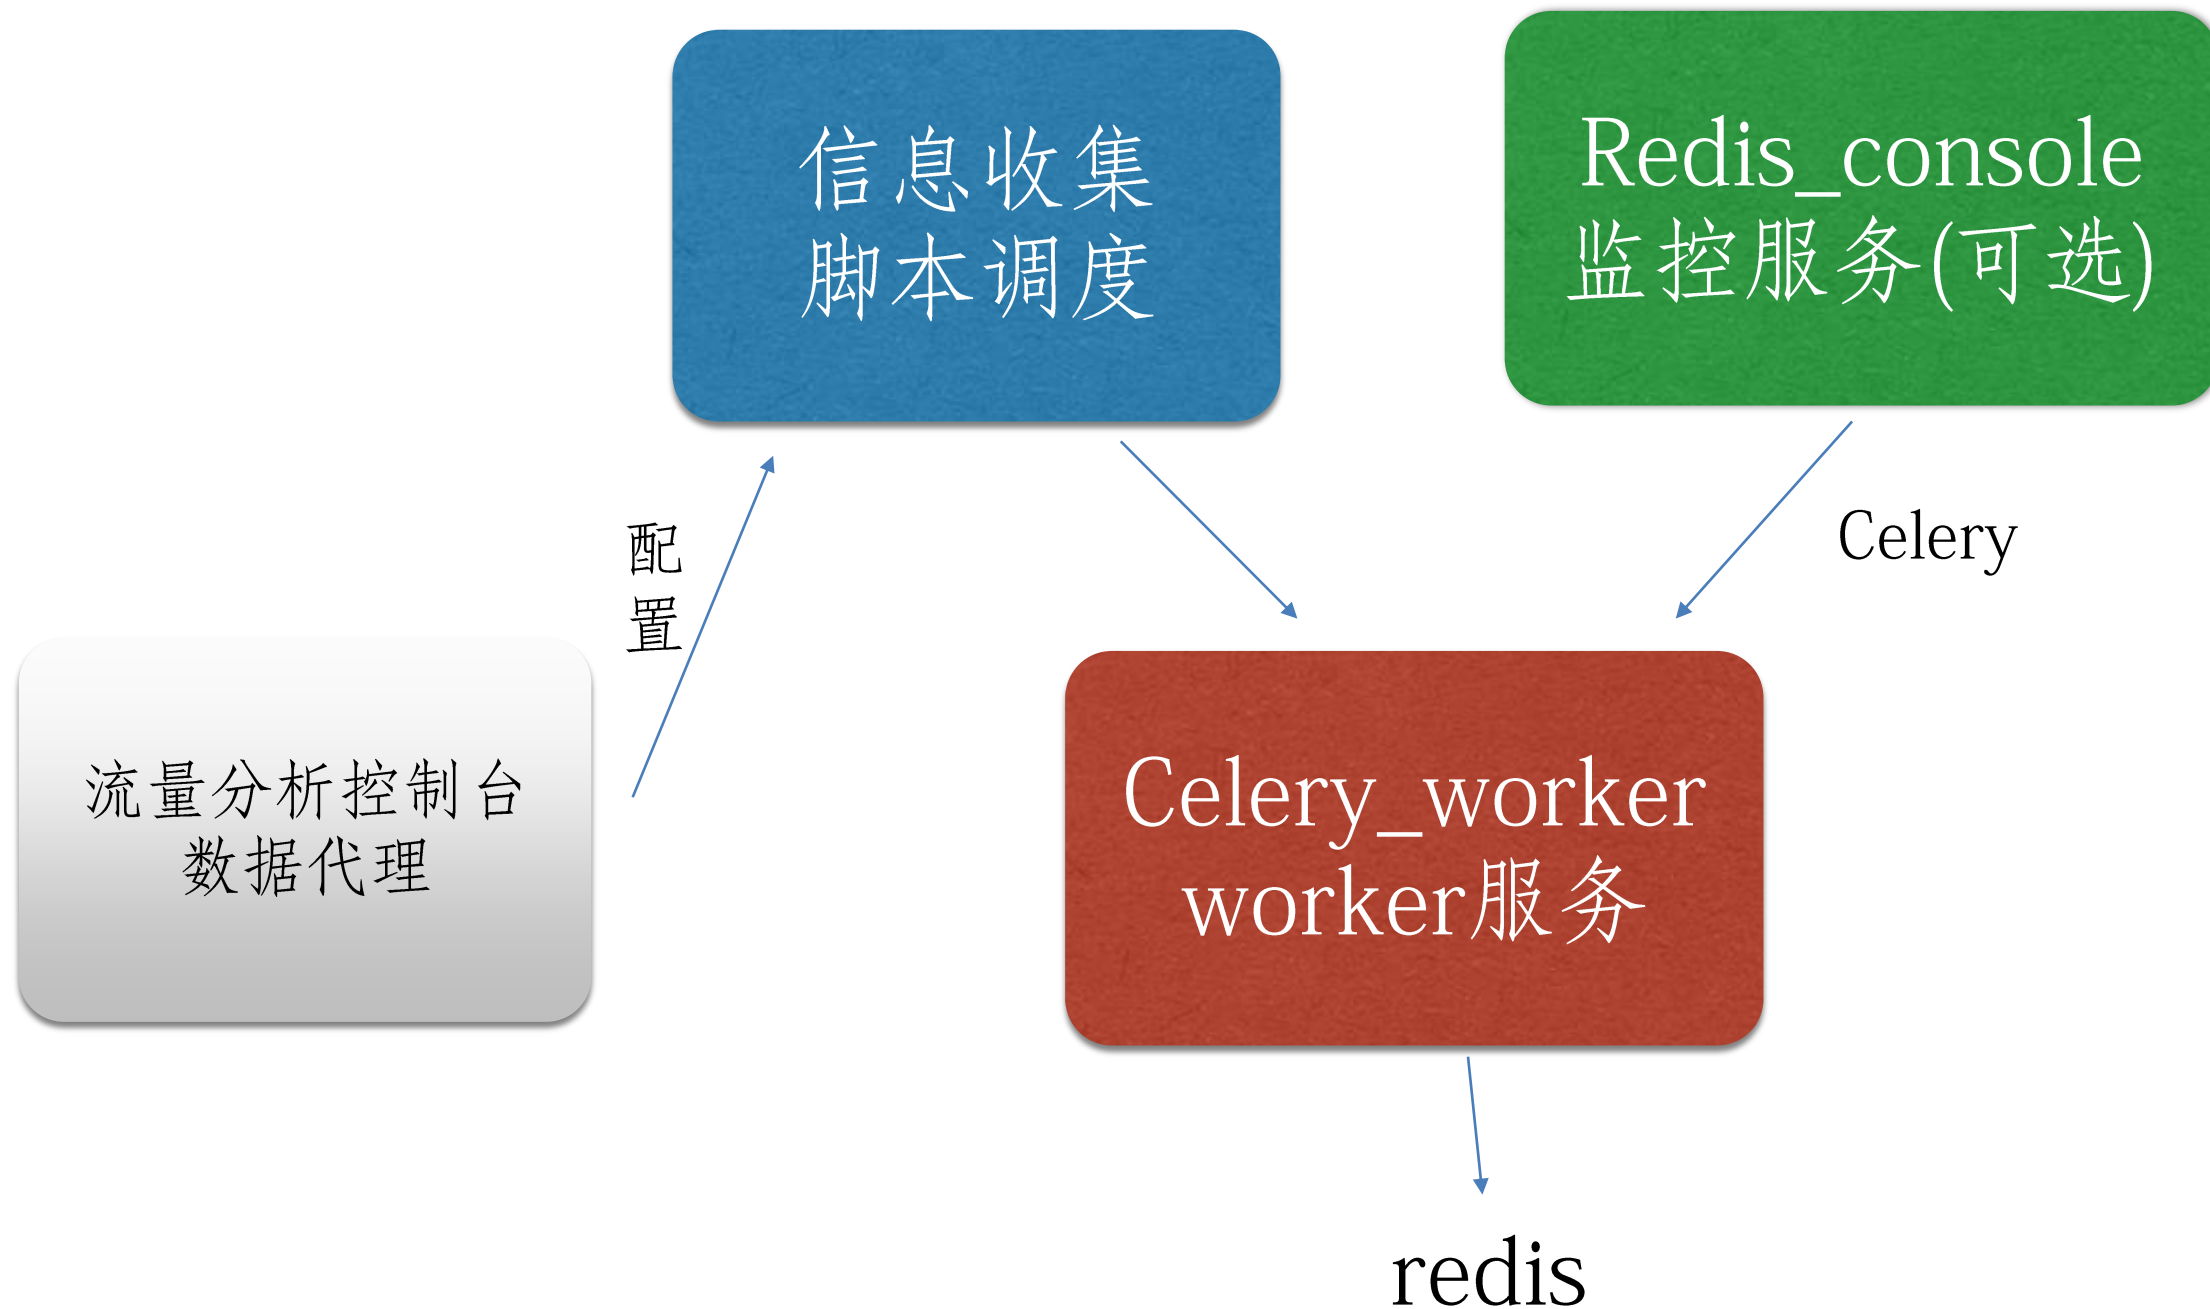 信息收集
脚本调度
Redis_console
监控服务(可选)
配
置
Celery
流量分析控制台
数据代理
Celery_worker
worker服务
redis